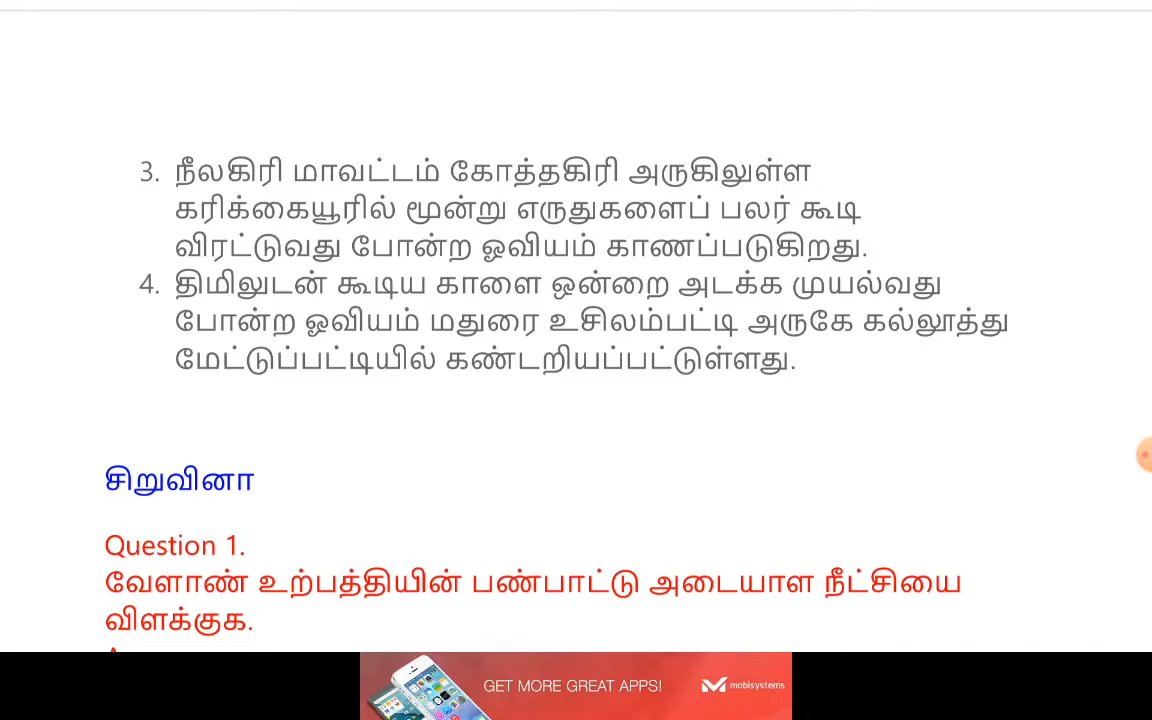 3. நீலகிரி மாவட்டம் கோத்தகிரி அருகிலுள்ள
கரிக்கையூரில் மூன்று எருதுகளைப் பலர் கூடி
விரட்டுவது போன்ற ஓவியம் காணப்படுகிறது.
4. திமிலுடன் கூடிய காளை ஒன்றை அடக்க முயல்வது
போன்ற ஓவியம் மதுரை உசிலம்பட்டி அருகே கல்லூத்து
மேட்டுப்பட்டியில் கண்டறியப்பட்டுள்ளது.
சிறுவினா
Question 1.
வேளாண் உற்பத்தியின் பண்பாட்டு அடையாள நீட்சியை
விளக்குக.
GET MORE GREAT APPS!
mobisystems